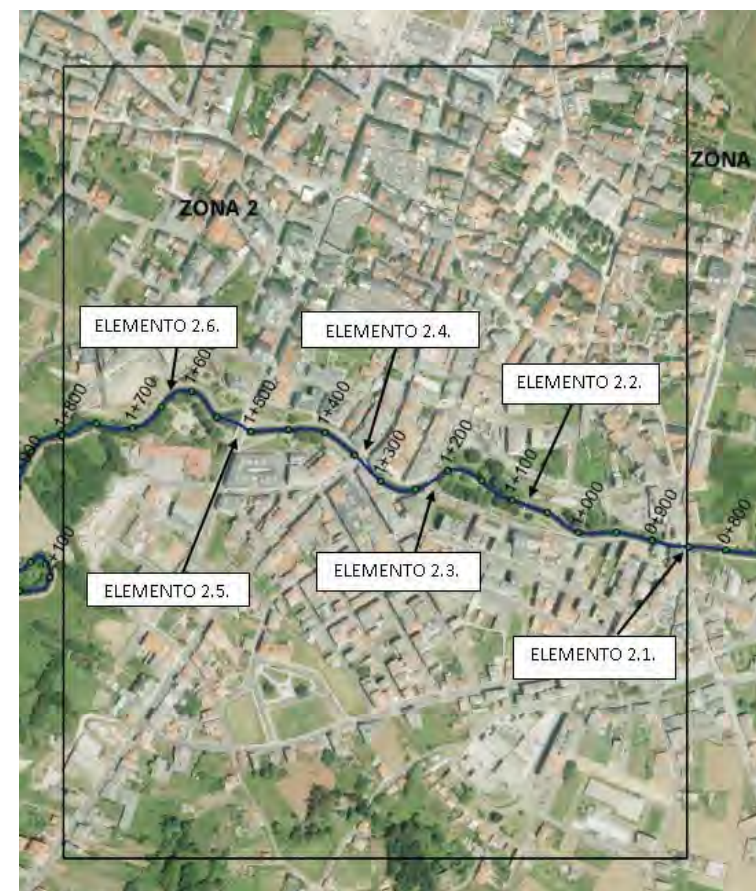 ZONA
ZONA 2
ELEMENTO 2.6.
ELEMENTO 2.4.
ELEMENTO 2.2.
1+800
1+700
1+600
1+500
1+400
1+300
1+200
1+100
1+000
0+900
0+800
ELEMENTO 2.5.
ELEMENTO 2.3.
ELEMENTO 2.1.